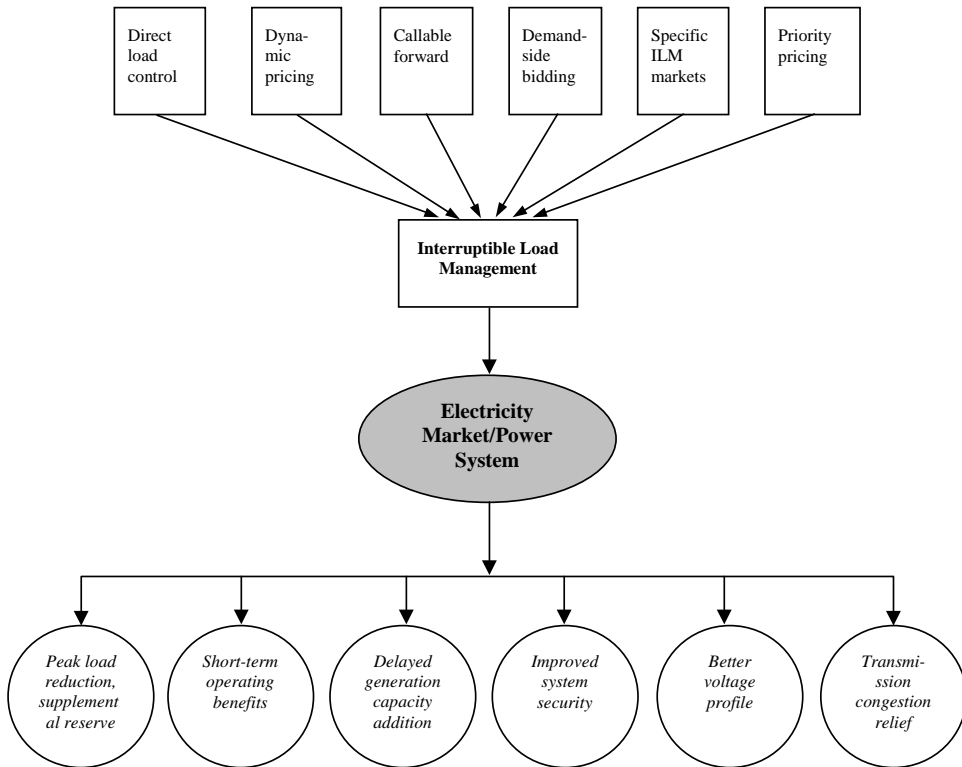 Direct
load
control
Dyna-
mic
pricing
Callable
forward
Demand-
side
bidding
Specific
ILM
markets
Priority
pricing
Interruptible Load
Management
Electricity
Market/Power
System
Peak load
reduction,
supplement
al reserve
Short-term
operating
benefits
Delayed
generation
capacity
addition
Improved
system
security
Better
voltage
profile
Transmi-
ssion
congestion
relief